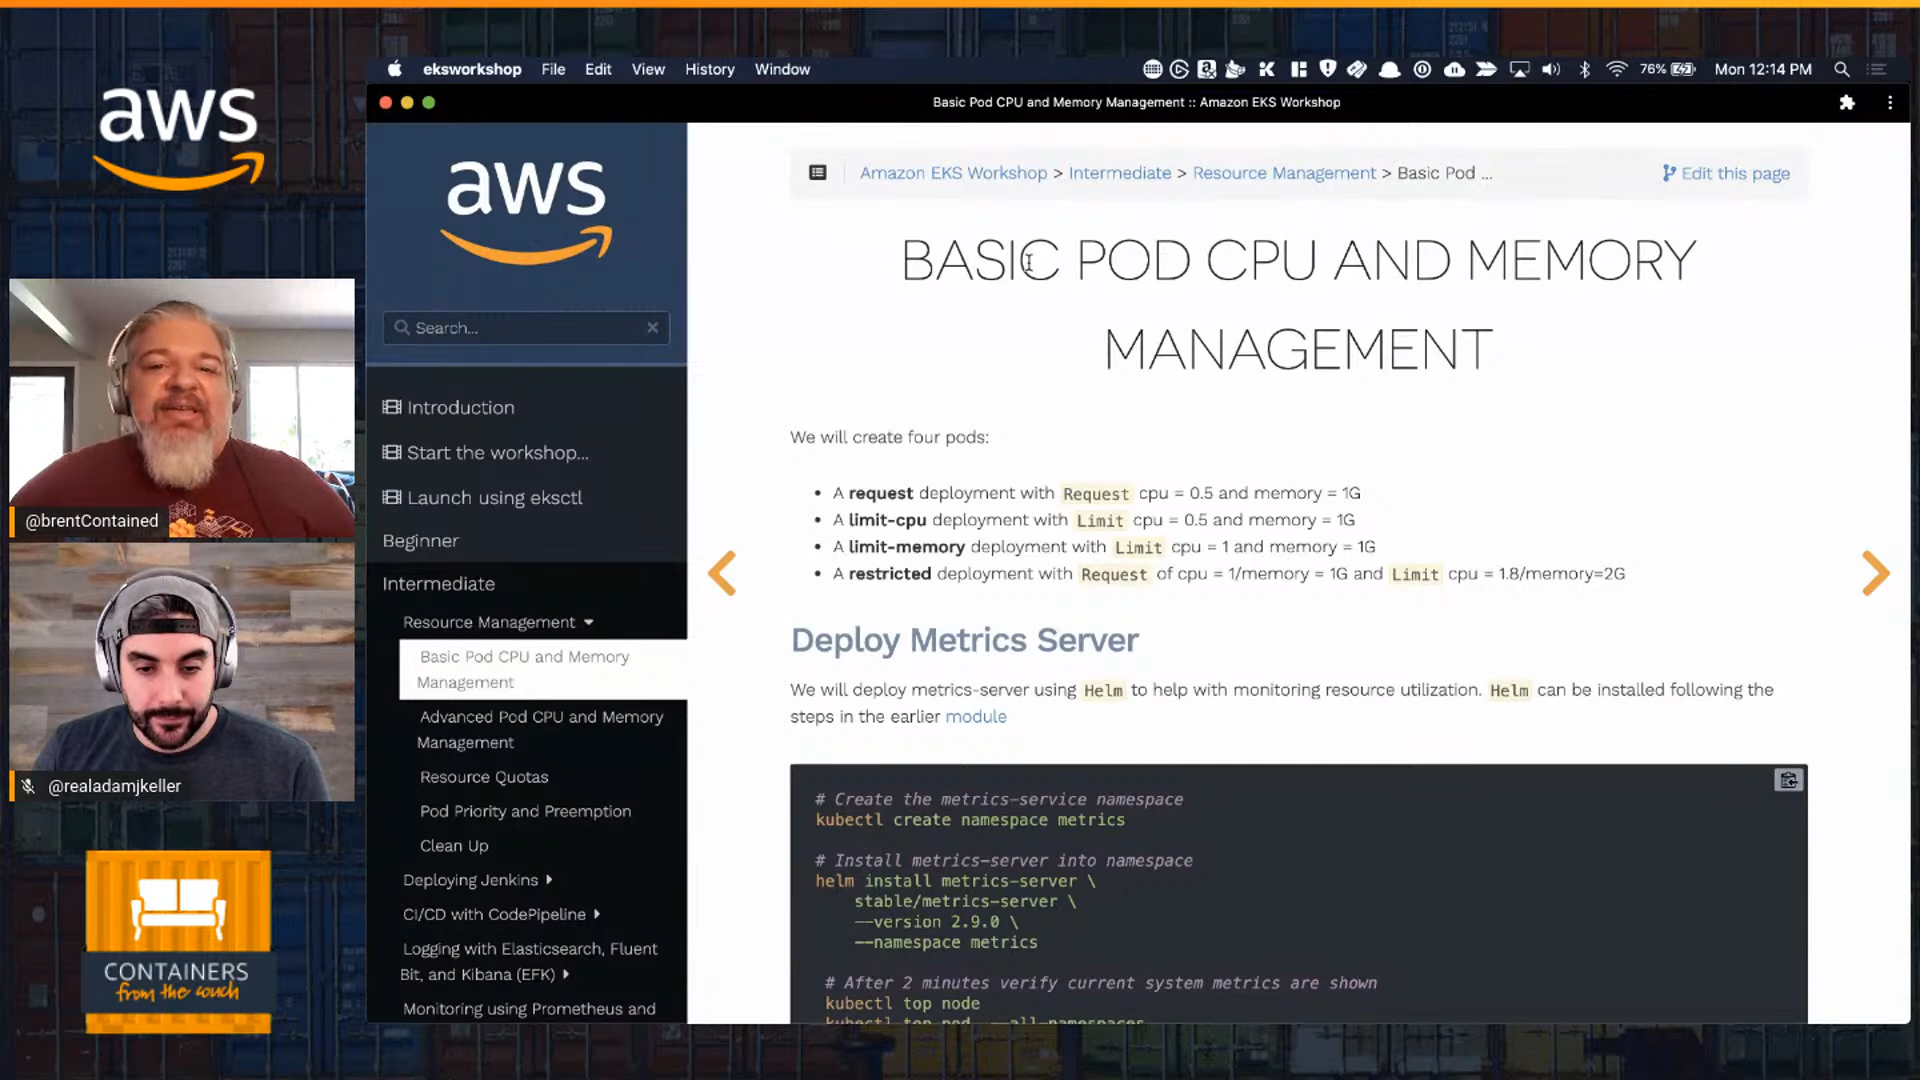 aws
@brentContained
@realadamjkeller
CONTAINERS
from the couch
eksworkshop File Edit View History Window
76% Mon 12:14 PM
Basic Pod CPU and Memory Management :: Amazon EKS Workshop
aws
Search...
Introduction
Start the workshop...
Launch using eksctl
Beginner
Intermediate
Resource Management
Basic Pod CPU and Memory
Management
Advanced Pod CPU and Memory
Management
Resource Quotas
Pod Priority and Preemption
Clean Up
Deploying Jenkins
CI/CD with CodePipeline
Logging with Elasticsearch, Fluent
Bit, and Kibana (EFK)
Monitoring using Prometheus and
Amazon EKS Workshop > Intermediate > Resource Management > Basic Pod ...
Edit this page
BASIC POD CPU AND MEMORY
MANAGEMENT
We will create four pods:
• A request deployment with Request cpu = 0.5 and memory = 1G
• A limit-cpu deployment with Limit cpu = 0.5 and memory = 1G
• A limit-memory deployment with Limit cpu = 1 and memory = 1G
• A restricted deployment with Request of cpu = 1/memory = 1G and Limit cpu = 1.8/memory=2G
Deploy Metrics Server
We will deploy metrics-server using Helm to help with monitoring resource utilization. Helm can be installed following the
steps in the earlier module
# Create the metrics-service namespace
kubectl create namespace metrics
# Install metrics-server into namespace
helm install metrics-server \
stable/metrics-server \
--version 2.9.0 \
--namespace metrics
# After 2 minutes verify current system metrics are shown
kubectl top node
kubectl top pod --all-namespaces